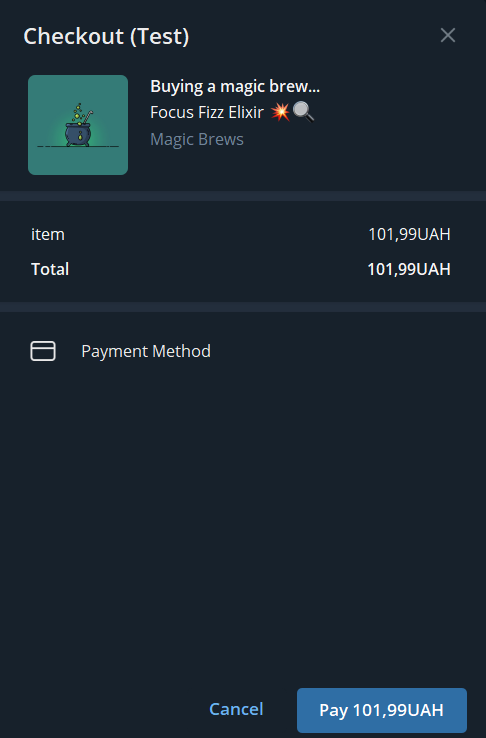 Checkout (Test)
Buying a magic brew...
Focus Fizz Elixir 💥🔍
Magic Brews
item 101,99UAH
Total 101,99UAH
Payment Method
Cancel Pay 101,99UAH